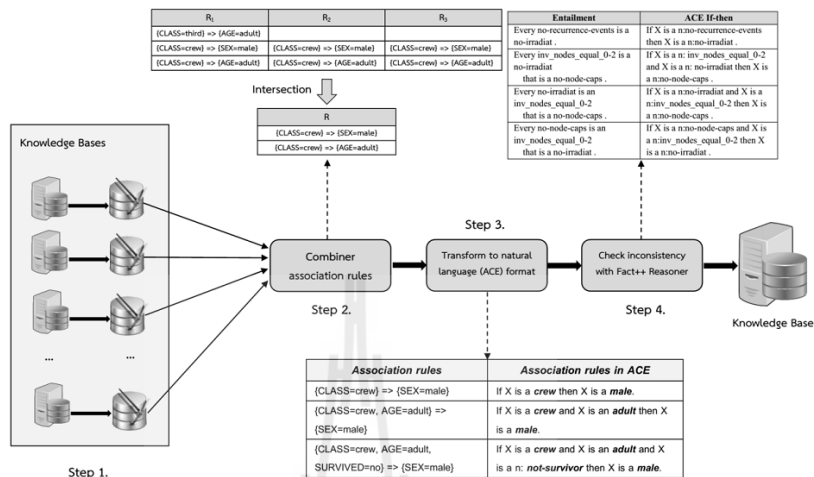 R₁ R₂ R₃
{CLASS=third} => {AGE=adult}
{CLASS=crew} => {SEX=male} {CLASS=crew} => {SEX=male} {CLASS=crew} => {SEX=male}
{CLASS=crew} => {AGE=adult} {CLASS=crew} => {AGE=adult} {CLASS=crew} => {AGE=adult}
Intersection
R
{CLASS=crew} => {SEX=male}
{CLASS=crew} => {AGE=adult}
Entailment ACE If-then
Every no-recurrence-events is a If X is a n:no-recurrence-events
no-irradiat . then X is a n:no-irradiat .
Every inv_nodes_equal_0-2 is a If X is a n: inv_nodes_equal_0-2
no-irradiat and X is a n: no-irradiat then X is
that is a no-node-caps . a n:no-node-caps .
Every no-irradiat is an If X is a n:no-irradiat and X is a
inv_nodes_equal_0-2 n:inv_nodes_equal_0-2 then X is
that is a no-node-caps . a n:no-node-caps .
Every no-node-caps is an If X is a n:no-node-caps and X is
inv_nodes_equal_0-2 a n:inv_nodes_equal_0-2 then X
that is a no-irradiat . is a n:no-irradiat .
Knowledge Bases
...
...
Step 1.
Combiner
association rules
Step 2.
Step 3.
Transform to natural
language (ACE) format
Check inconsistency
with Fact++ Reasoner
Step 4.
Knowledge Base
Association rules Association rules in ACE
{CLASS=crew} => {SEX=male} If X is a crew then X is a male.
{CLASS=crew, AGE=adult} => If X is a crew and X is an adult then X
{SEX=male} is a male.
{CLASS=crew, AGE=adult, If X is a crew and X is an adult and X
SURVIVED=no} => {SEX=male} is a n: not-survivor then X is a male.